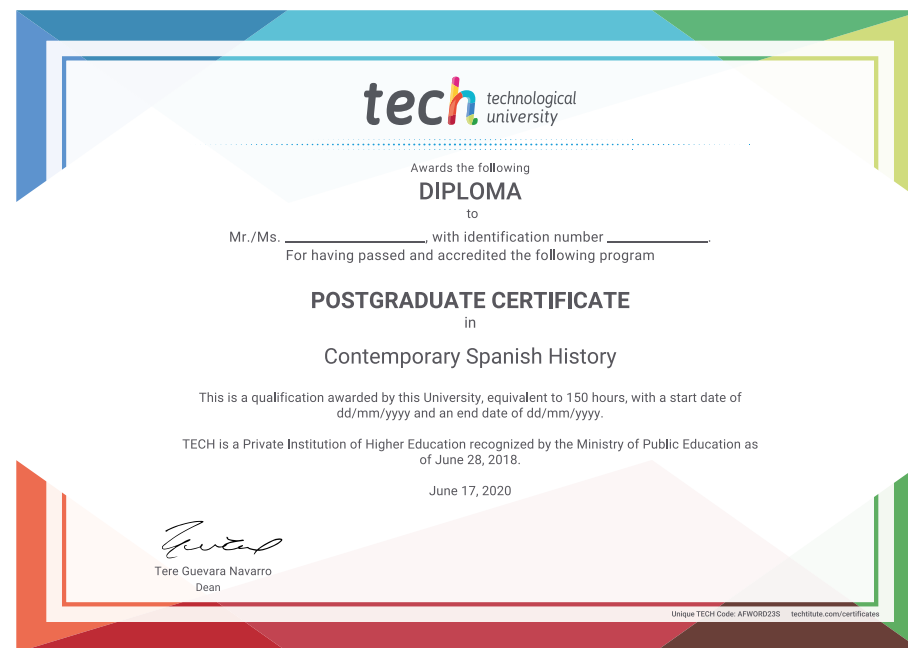 tech technological
university
Awards the following
DIPLOMA
to
Mr./Ms. ____________________, with identification number __________________.
For having passed and accredited the following program
POSTGRADUATE CERTIFICATE
in
Contemporary Spanish History
This is a qualification awarded by this University, equivalent to 150 hours, with a start date of
dd/mm/yyyy and an end date of dd/mm/yyyy.
TECH is a Private Institution of Higher Education recognized by the Ministry of Public Education as
of June 28, 2018.
June 17, 2020
Tere Guevara Navarro
Dean
Unique TECH Code: AFWORD23S techtitute.com/certificates